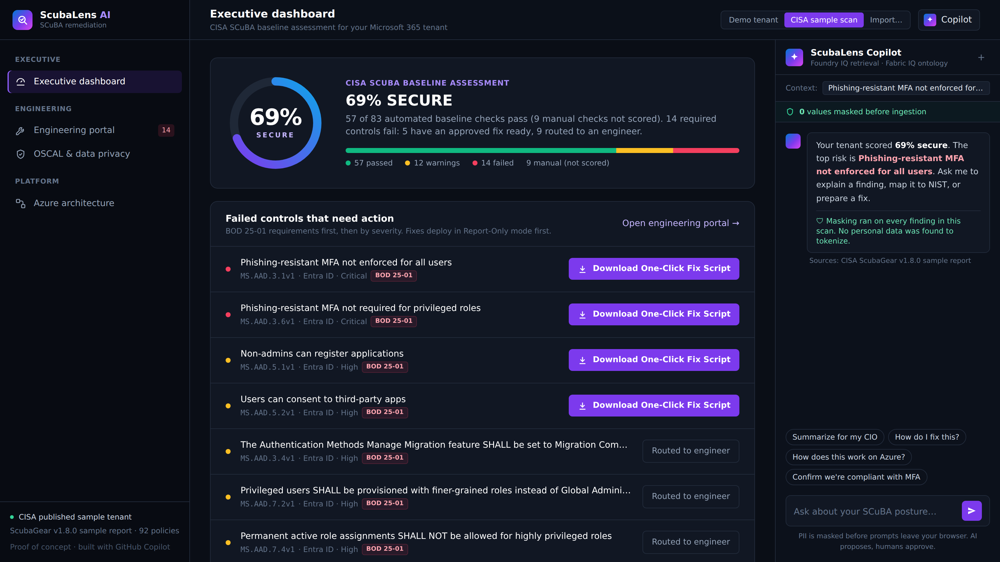 ScubaLens AI
SCuBA remediation
EXECUTIVE
Executive dashboard
ENGINEERING
Engineering portal
14
OSCAL & data privacy
PLATFORM
Azure architecture
CISA published sample tenant
ScubaGear v1.8.0 sample report · 92 policies
Proof of concept · built with GitHub Copilot
Executive dashboard
CISA SCuBA baseline assessment for your Microsoft 365 tenant
Demo tenant
CISA sample scan
Import…
Copilot
69%
SECURE
CISA SCUBA BASELINE ASSESSMENT
69% SECURE
57 of 83 automated baseline checks pass (9 manual checks not scored). 14 required
controls fail: 5 have an approved fix ready, 9 routed to an engineer.
57 passed
12 warnings
14 failed
9 manual (not scored)
Failed controls that need action
BOD 25-01 requirements first, then by severity. Fixes deploy in Report-Only mode first.
Open engineering portal →
Phishing-resistant MFA not enforced for all users
MS.AAD.3.1v1 · Entra ID · Critical BOD 25-01
Download One-Click Fix Script
Phishing-resistant MFA not required for privileged roles
MS.AAD.3.6v1 · Entra ID · Critical BOD 25-01
Download One-Click Fix Script
Non-admins can register applications
MS.AAD.5.1v1 · Entra ID · High BOD 25-01
Download One-Click Fix Script
Users can consent to third-party apps
MS.AAD.5.2v1 · Entra ID · High BOD 25-01
Download One-Click Fix Script
The Authentication Methods Manage Migration feature SHALL be set to Migration Com…
MS.AAD.3.4v1 · Entra ID · High BOD 25-01
Routed to engineer
Privileged users SHALL be provisioned with finer-grained roles instead of Global Admini…
MS.AAD.7.2v1 · Entra ID · High BOD 25-01
Routed to engineer
Permanent active role assignments SHALL NOT be allowed for highly privileged roles
MS.AAD.7.4v1 · Entra ID · High BOD 25-01
Routed to engineer
ScubaLens Copilot
Foundry IQ retrieval · Fabric IQ ontology
+
Context: Phishing-resistant MFA not enforced for…
0 values masked before ingestion
Your tenant scored 69% secure. The
top risk is Phishing-resistant MFA
not enforced for all users. Ask me to
explain a finding, map it to NIST, or
prepare a fix.
🛡 Masking ran on every finding in this
scan. No personal data was found to
tokenize.
Sources: CISA ScubaGear v1.8.0 sample report
Summarize for my CIO
How do I fix this?
How does this work on Azure?
Confirm we're compliant with MFA
Ask about your SCuBA posture…
PII is masked before prompts leave your browser. AI
proposes, humans approve.